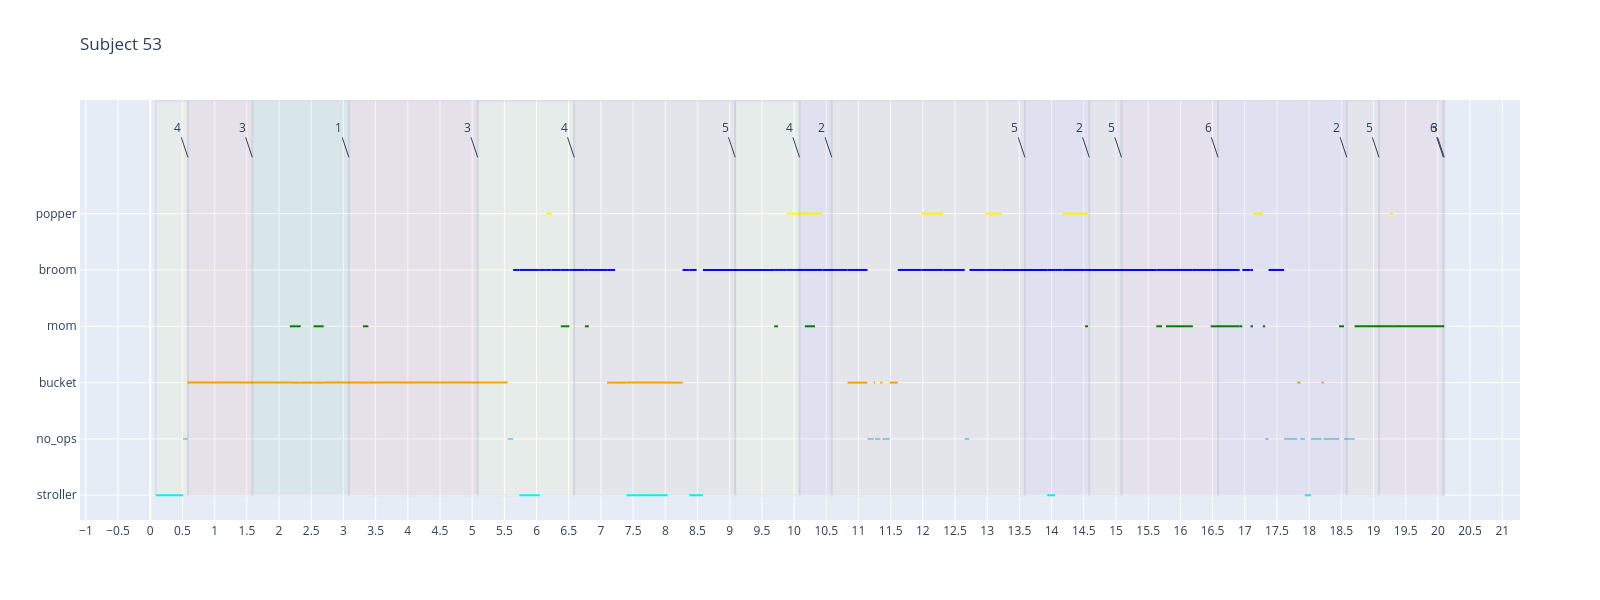 Subject 53
4 3 1 3 4 5 4 2 5 2 5 6 2 5
popper
broom
mom
bucket
no_ops
stroller
−1 −0.5 0 0.5 1 1.5 2 2.5 3 3.5 4 4.5 5 5.5 6 6.5 7 7.5 8 8.5 9 9.5 10 10.5 11 11.5 12 12.5 13 13.5 14 14.5 15 15.5 16 16.5 17 17.5 18 18.5 19 19.5 20 20.5 21